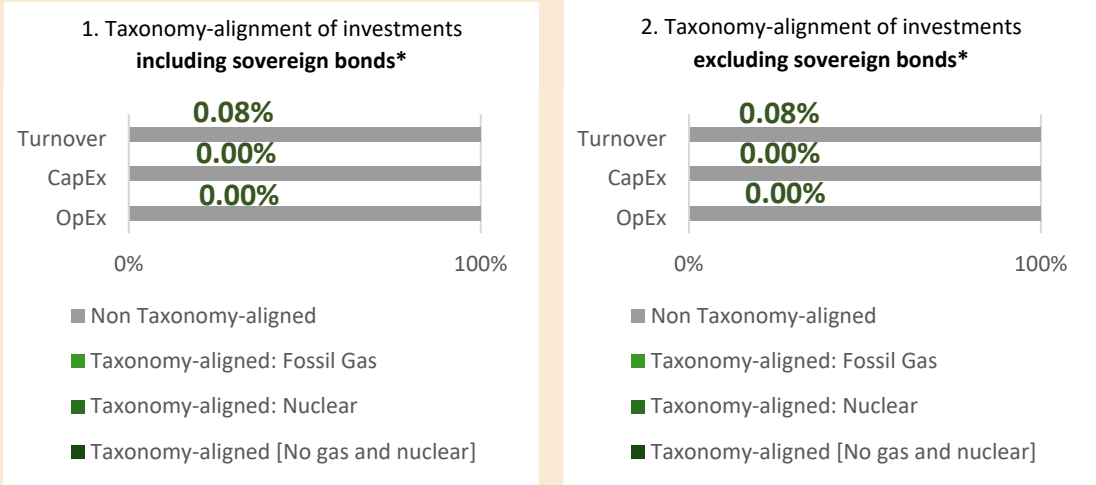 1. Taxonomy-alignment of investments
including sovereign bonds*
0.08%
Turnover
0.00%
CapEx
0.00%
OpEx
0%
100%
Non Taxonomy-aligned
Taxonomy-aligned: Fossil Gas
Taxonomy-aligned: Nuclear
Taxonomy-aligned [No gas and nuclear]
2. Taxonomy-alignment of investments
excluding sovereign bonds*
0.08%
Turnover
0.00%
CapEx
0.00%
OpEx
0%
100%
Non Taxonomy-aligned
Taxonomy-aligned: Fossil Gas
Taxonomy-aligned: Nuclear
Taxonomy-aligned [No gas and nuclear]